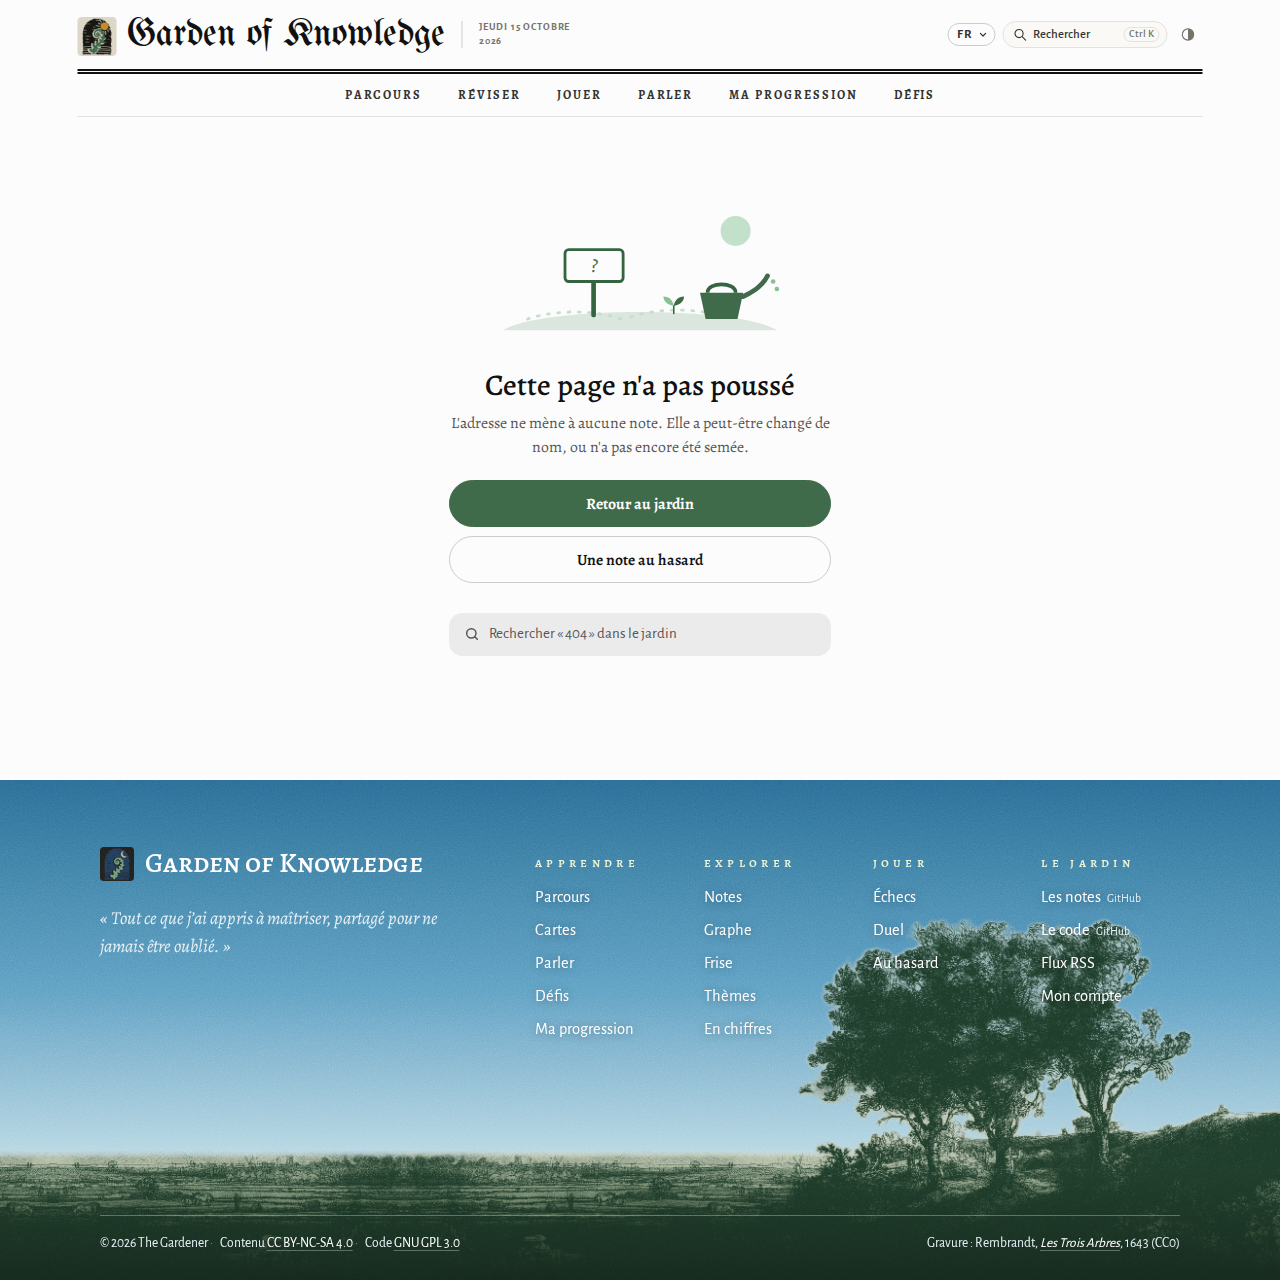 Garden of Knowledge
JEUDI 15 OCTOBRE
2026
FR
Rechercher
Ctrl K
PARCOURS
RÉVISER
JOUER
PARLER
MA PROGRESSION
DÉFIS
?
Cette page n'a pas poussé
L'adresse ne mène à aucune note. Elle a peut-être changé de
nom, ou n'a pas encore été semée.
Retour au jardin
Une note au hasard
Rechercher « 404 » dans le jardin
Garden of Knowledge
« Tout ce que j’ai appris à maîtriser, partagé pour ne
jamais être oublié. »
APPRENDRE
Parcours
Cartes
Parler
Défis
Ma progression
EXPLORER
Notes
Graphe
Frise
Thèmes
En chiffres
JOUER
Échecs
Duel
Au hasard
LE JARDIN
Les notes GitHub
Le code GitHub
Flux RSS
Mon compte
© 2026 The Gardener · Contenu CC BY-NC-SA 4.0 · Code GNU GPL 3.0
Gravure : Rembrandt, Les Trois Arbres, 1643 (CC0)